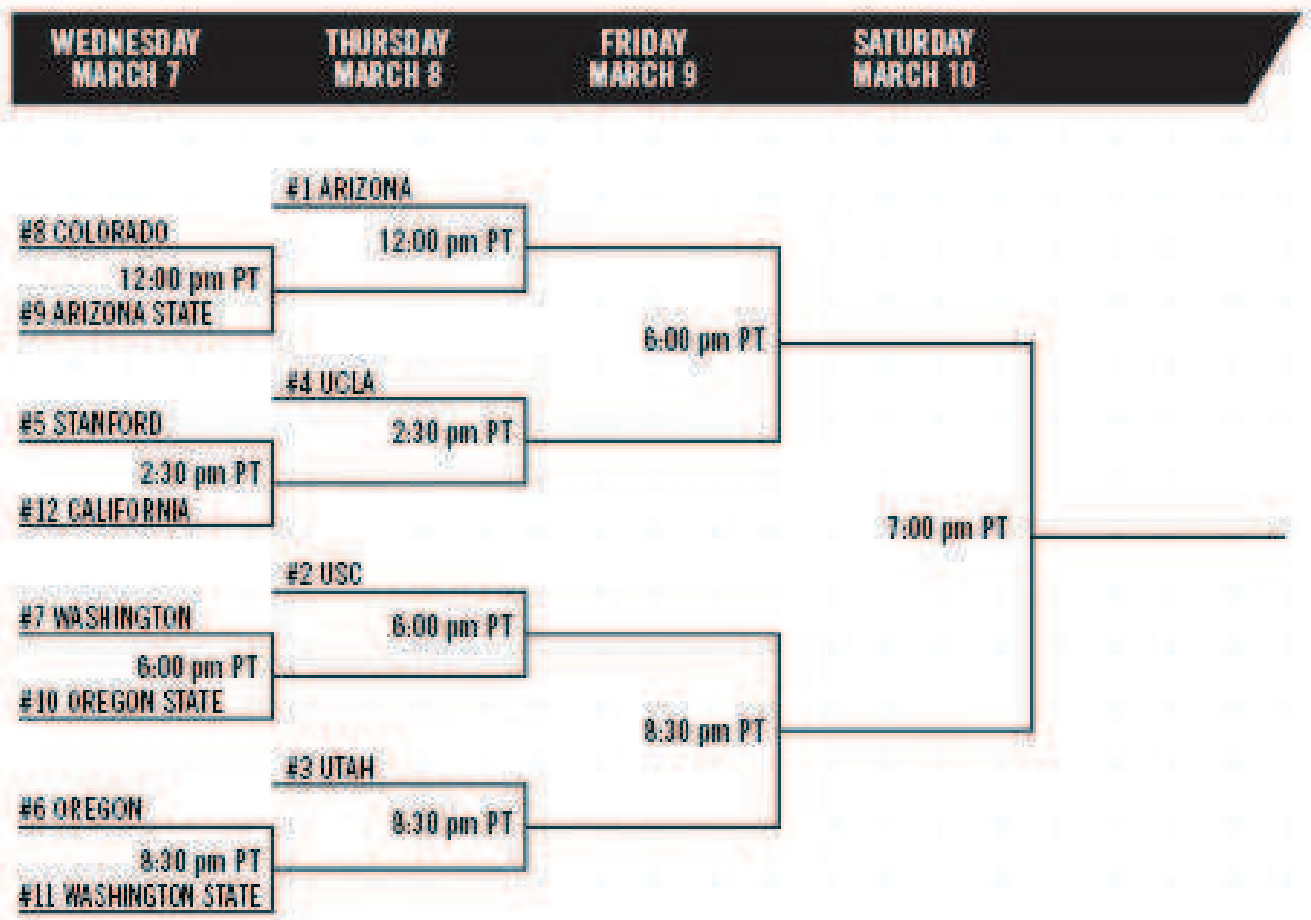 WEDNESDAY
MARCH 7
THURSDAY
MARCH 8
FRIDAY
MARCH 9
SATURDAY
MARCH 10
#8 COLORADO
12:00 pm PT
#9 ARIZONA STATE
#5 STANFORD
2:30 pm PT
#12 CALIFORNIA
#7 WASHINGTON
6:00 pm PT
#10 OREGON STATE
#6 OREGON
8:30 pm PT
#11 WASHINGTON STATE
#1 ARIZONA
12:00 pm PT
#4 UCLA
2:30 pm PT
#2 USC
6:00 pm PT
#3 UTAH
8:30 pm PT
6:00 pm PT
8:30 pm PT
7:00 pm PT